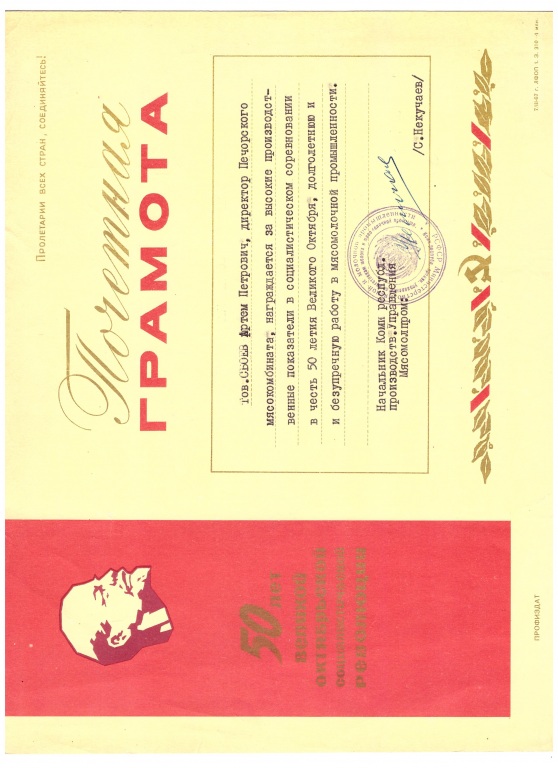 Пролетарии всех стран, соединяйтесь!
Почетная
ГРАМОТА
тов. СБОЕВ Артем Петрович, директор Печорского
мясокомбината, награждается за высокие производст-
венные показатели в социалистическом соревновании
в честь 50 летия Великого Октября, долголетнюю и
и безупречную работу в мясомолочной промышленности.
Начальник Коми республ.
производств. Управления
Мясомолпром
/С.Некучаев/
50 ЛЕТ
ВЕЛИКОЙ
ОКТЯБРЬСКОЙ
СОЦИАЛИСТИЧЕСКОЙ
РЕВОЛЮЦИИ
ПРОФИЗДАТ